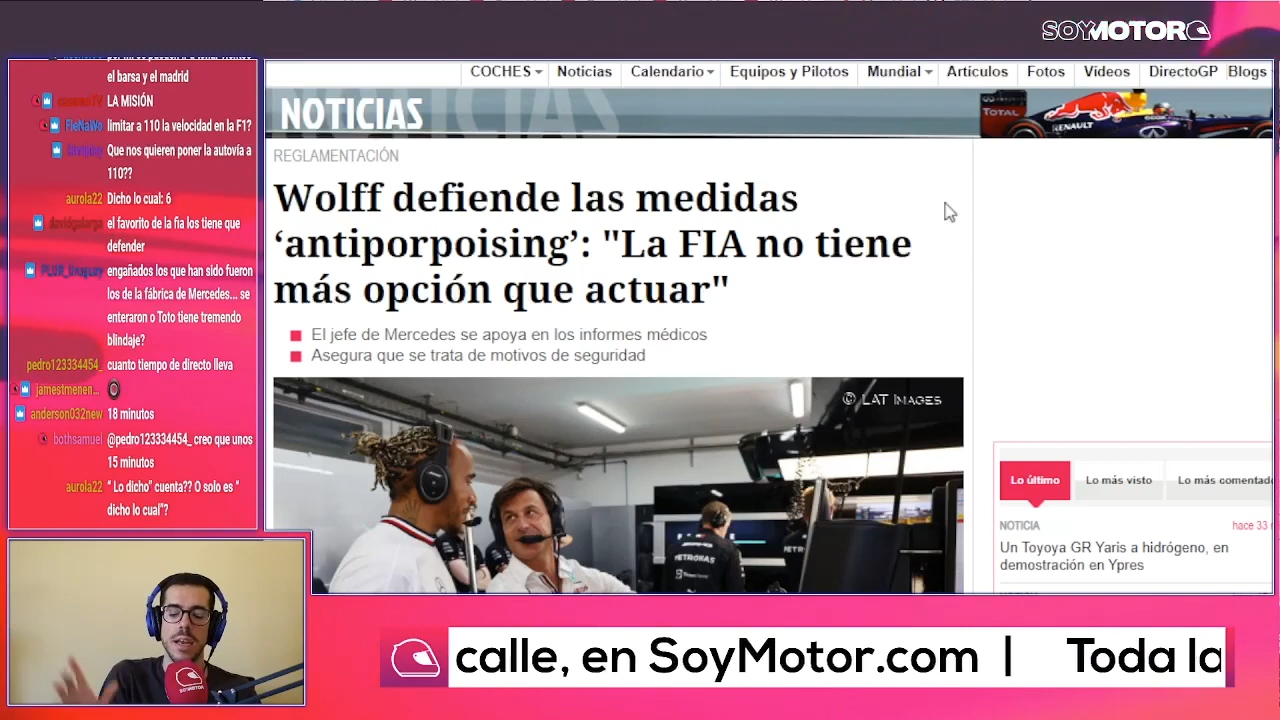 SOYMOTOR
el barsa y el madrid
LA MISIÓN
limitar a 110 la velocidad en la F1?
Que nos quieren poner la autovía a
110??
aurola22 Dicho lo cual: 6
el favorito de la fia los tiene que
defender
engañados los que han sido fueron
los de la fábrica de Mercedes... se
enteraron o Toto tiene tremendo
blindaje?
pedro123334454_ cuanto tiempo de directo lleva
jamestmenen...
anderson032new 18 minutos
bothsamuel @pedro123334454_ creo que unos
15 minutos
aurola22 “ Lo dicho” cuenta?? O solo es “
dicho lo cual”?
COCHES Noticias Calendario Equipos y Pilotos Mundial Artículos Fotos Vídeos DirectoGP Blogs
NOTICIAS
TOTAL
RENAULT
REGLAMENTACIÓN
Wolff defiende las medidas
‘antiporpoising’: "La FIA no tiene
más opción que actuar"
El jefe de Mercedes se apoya en los informes médicos
Asegura que se trata de motivos de seguridad
© LAT IMAGES
PETRONAS
Lo último Lo más visto Lo más comentado
NOTICIA hace 33
Un Toyoya GR Yaris a hidrógeno, en
demostración en Ypres
SOYMOTOR
calle, en SoyMotor.com | Toda la